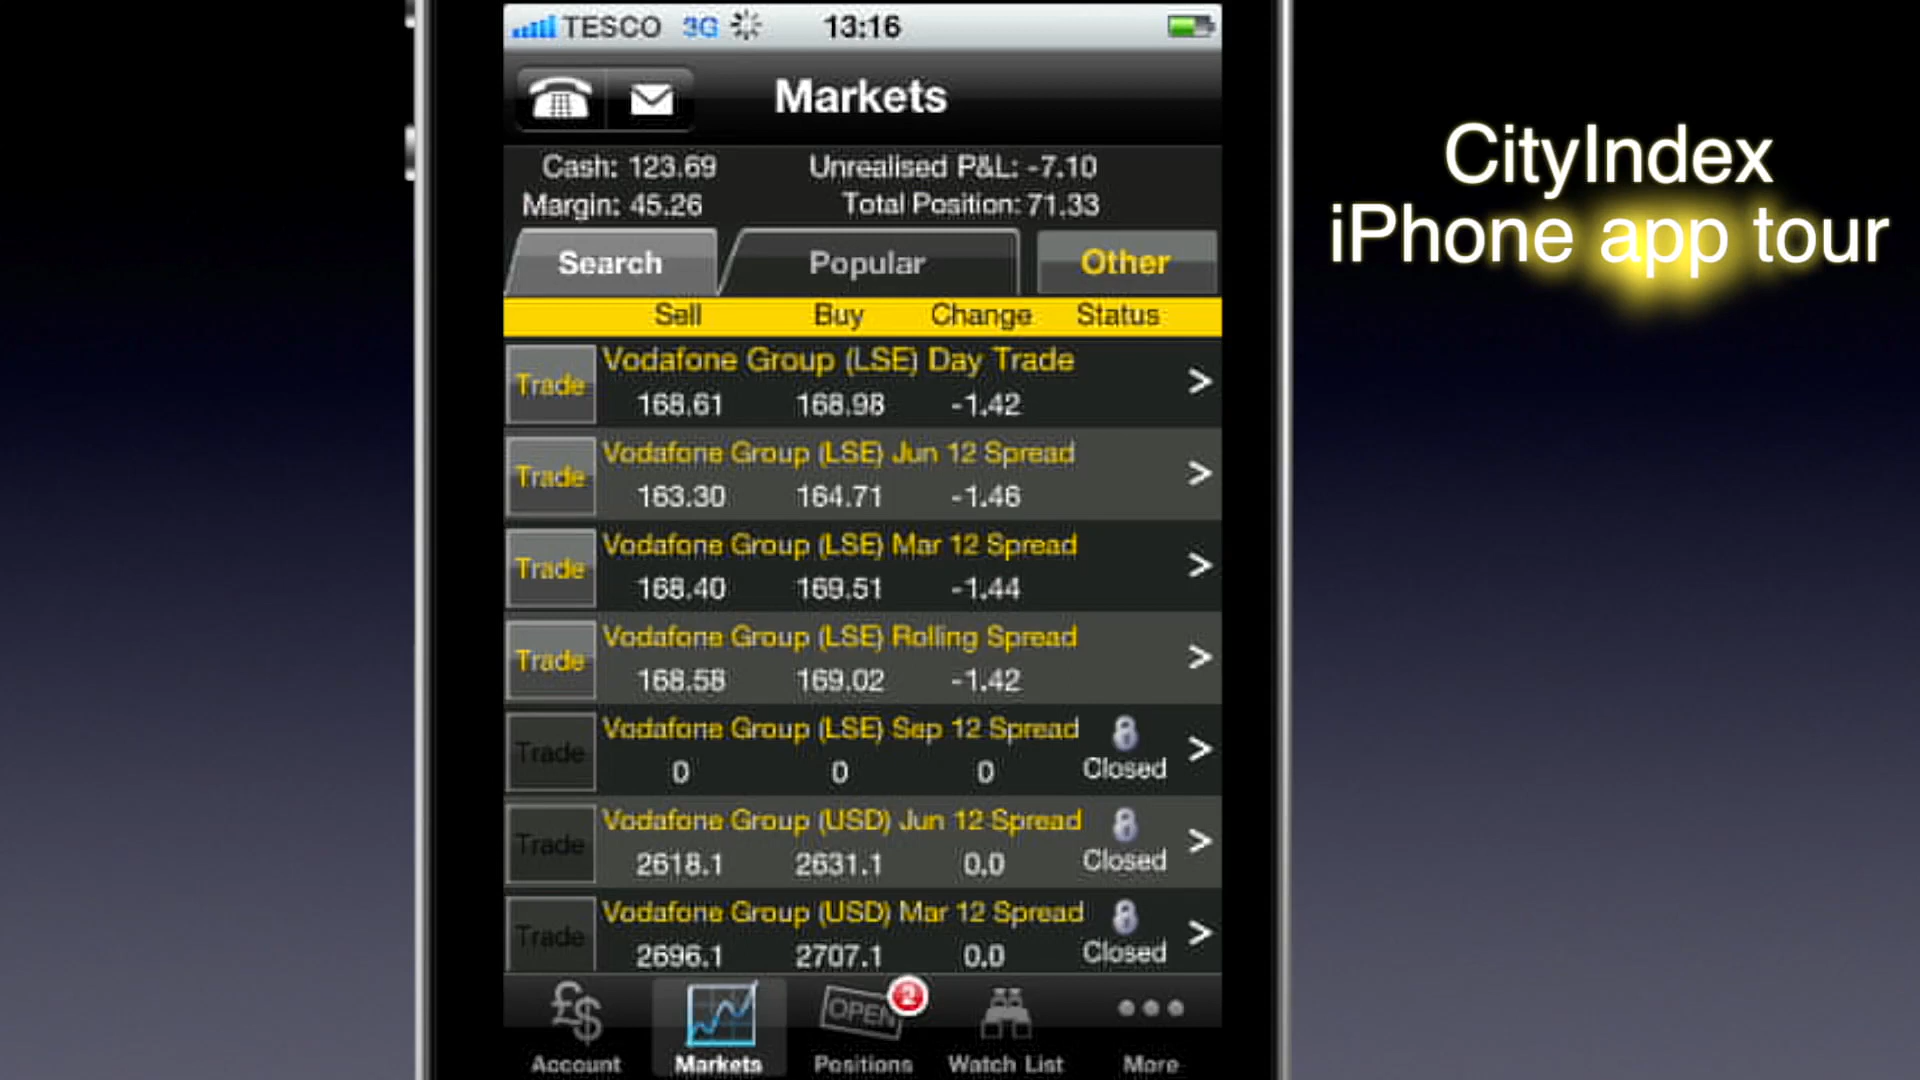 TESCO 3G 13:16
Markets
Cash: 123.69 Unrealised P&L: -7.10
Margin: 45.26 Total Position: 71.33
Search Popular Other
Sell Buy Change Status
Trade Vodafone Group (LSE) Day Trade
168.61 168.98 -1.42 >
Trade Vodafone Group (LSE) Jun 12 Spread
163.30 164.71 -1.46 >
Trade Vodafone Group (LSE) Mar 12 Spread
168.40 169.51 -1.44 >
Trade Vodafone Group (LSE) Rolling Spread
168.58 169.02 -1.42 >
Trade Vodafone Group (LSE) Sep 12 Spread
0 0 0 Closed >
Trade Vodafone Group (USD) Jun 12 Spread
2618.1 2631.1 0.0 Closed >
Trade Vodafone Group (USD) Mar 12 Spread
2696.1 2707.1 0.0 Closed >
£$ OPEN 2
Account Markets Positions Watch List More
CityIndex
iPhone app tour